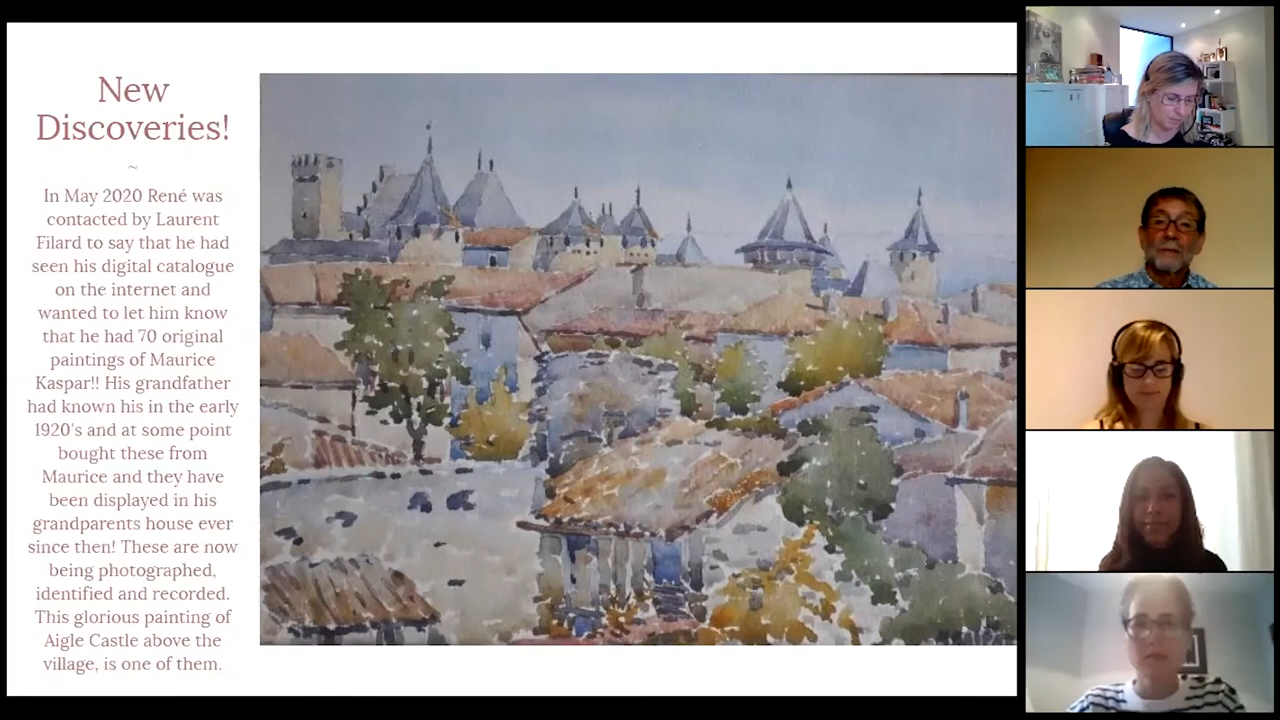 New
Discoveries!
~
In May 2020 René was
contacted by Laurent
Filard to say that he had
seen his digital catalogue
on the internet and
wanted to let him know
that he had 70 original
paintings of Maurice
Kaspar!! His grandfather
had known his in the early
1920's and at some point
bought these from
Maurice and they have
been displayed in his
grandparents house ever
since then! These are now
being photographed,
identified and recorded.
This glorious painting of
Aigle Castle above the
village, is one of them.